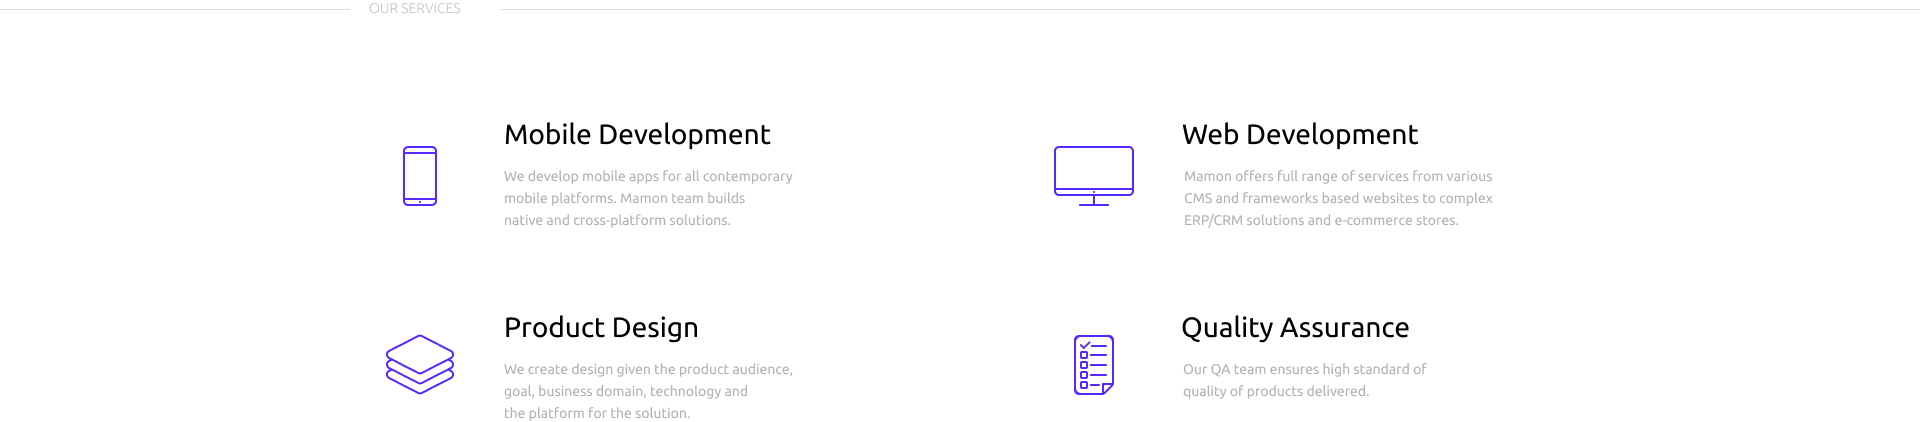 OUR SERVICES
Mobile Development
We develop mobile apps for all contemporary
mobile platforms. Mamon team builds
native and cross-platform solutions.
Web Development
Mamon offers full range of services from various
CMS and frameworks based websites to complex
ERP/CRM solutions and e-commerce stores.
Product Design
We create design given the product audience,
goal, business domain, technology and
the platform for the solution.
Quality Assurance
Our QA team ensures high standard of
quality of products delivered.